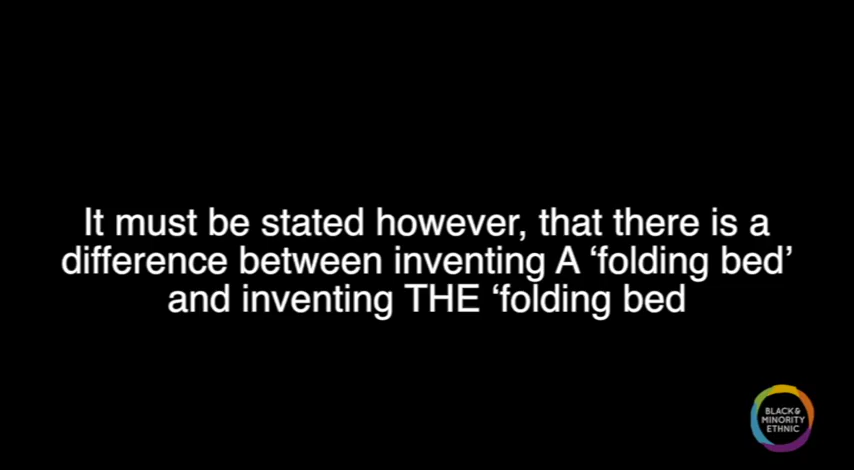 It must be stated however, that there is a
difference between inventing A ‘folding bed’
and inventing THE ‘folding bed
BLACK&
MINORITY
ETHNIC